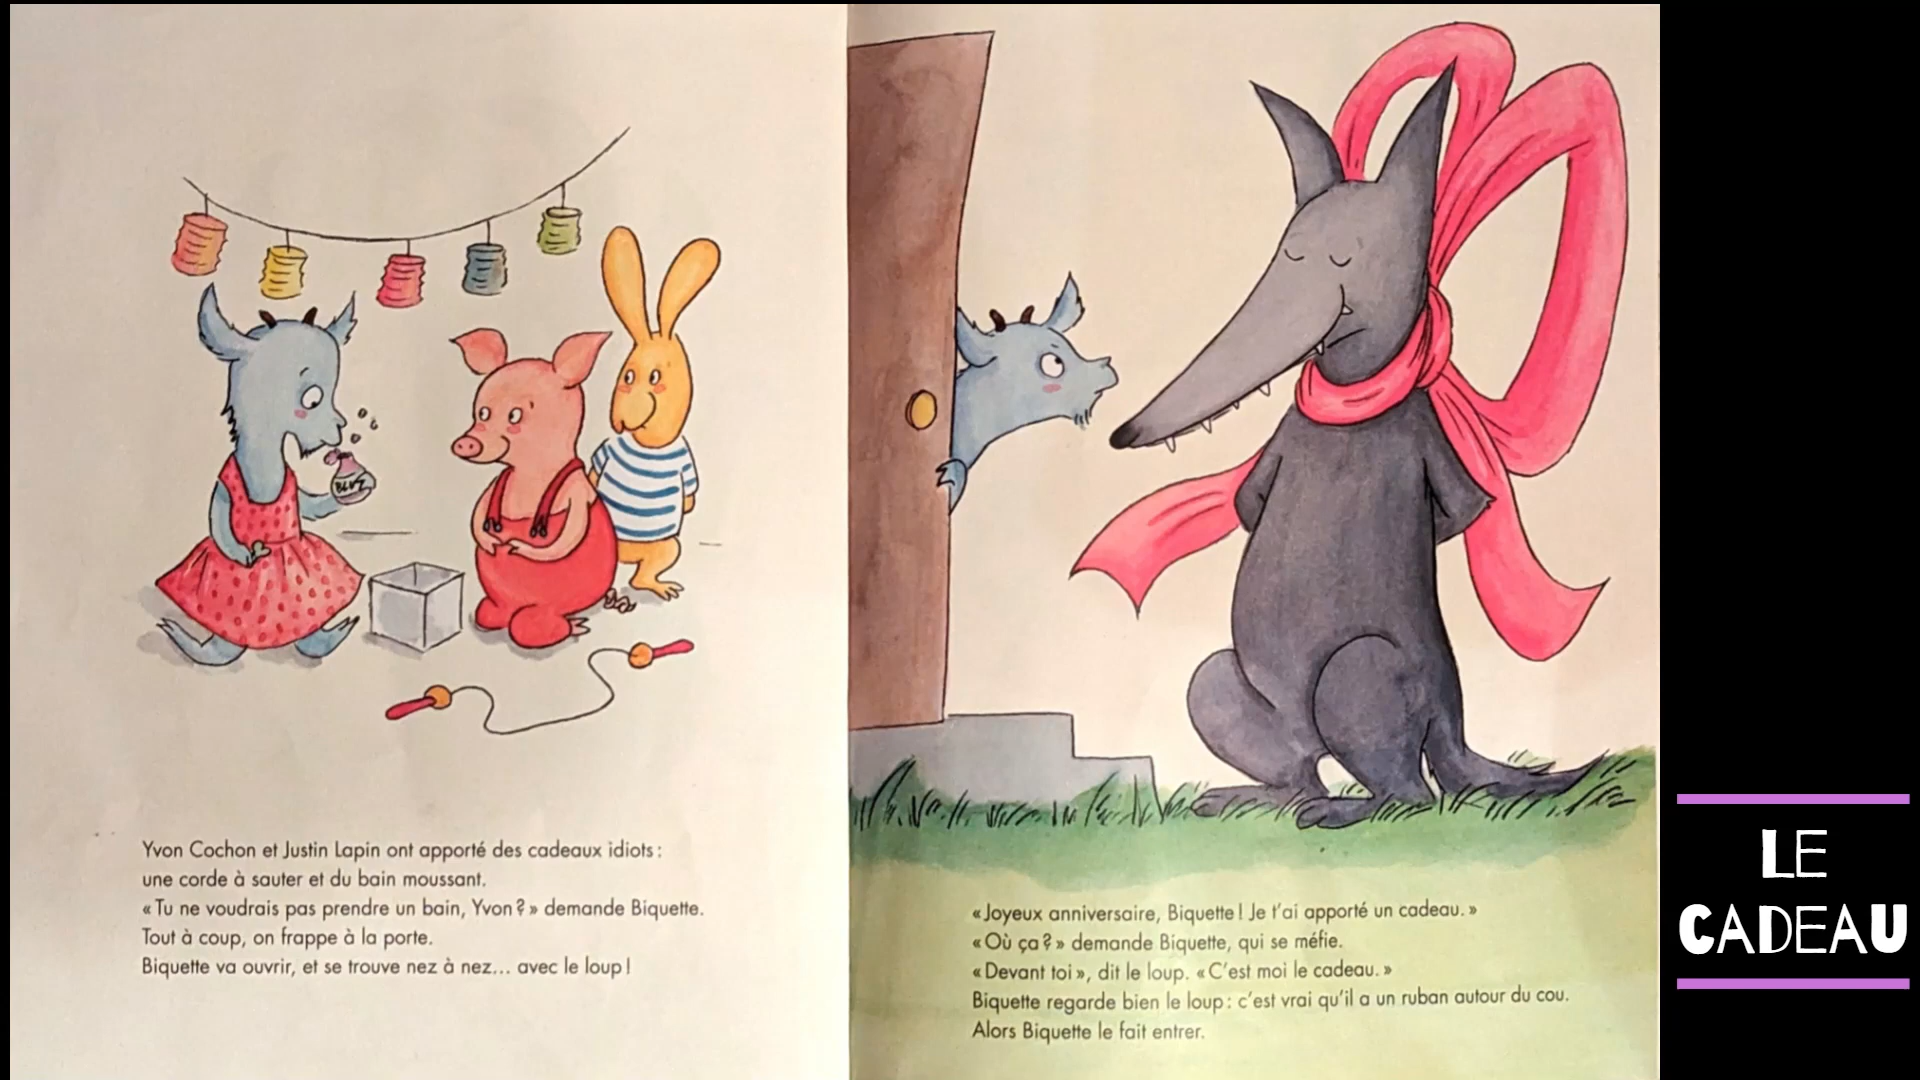 BLUZ
Yvon Cochon et Justin Lapin ont apporté des cadeaux idiots :
une corde à sauter et du bain moussant.
« Tu ne voudrais pas prendre un bain, Yvon ? » demande Biquette.
Tout à coup, on frappe à la porte.
Biquette va ouvrir, et se trouve nez à nez... avec le loup !
« Joyeux anniversaire, Biquette ! Je t'ai apporté un cadeau. »
« Où ça ? » demande Biquette, qui se méfie.
« Devant toi », dit le loup. « C'est moi le cadeau. »
Biquette regarde bien le loup : c'est vrai qu'il a un ruban autour du cou.
Alors Biquette le fait entrer.
LE
CADEAU